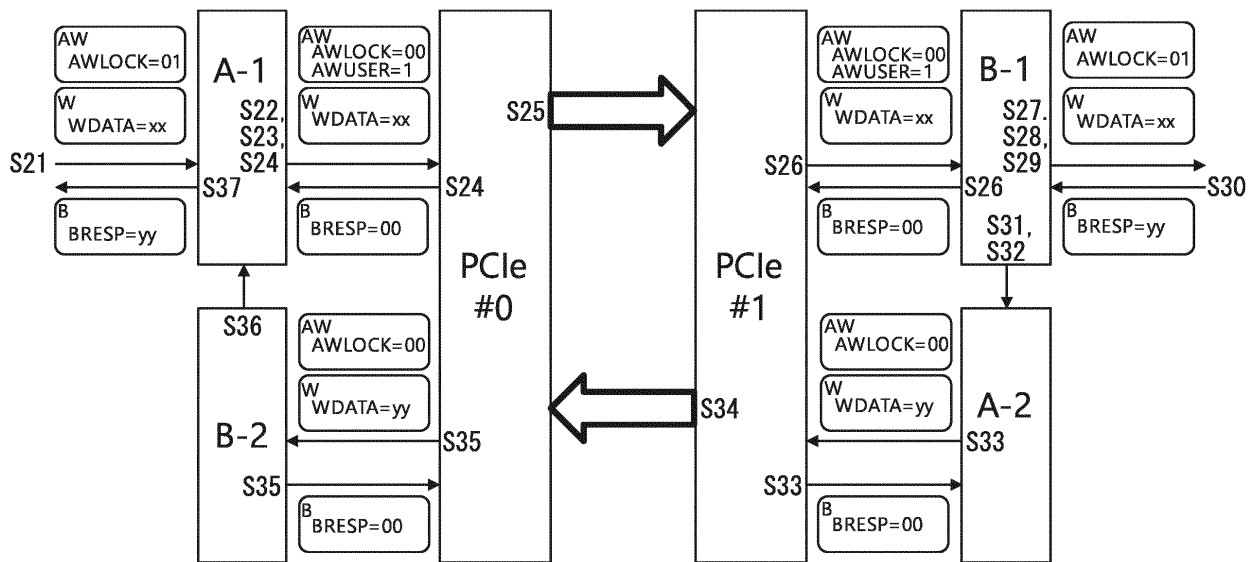 AW
AWLOCK=01
W
WDATA=xx
S21
S37
B
BRESP=yy
A-1
S22,
S23,
S24
AW
AWLOCK=00
AWUSER=1
W
WDATA=xx
S24
B
BRESP=00
PCIe
#0
S25
PCIe
#1
AW
AWLOCK=00
AWUSER=1
W
WDATA=xx
S26
S26
B
BRESP=00
B-1
S27.
S28,
S29
S31,
S32
AW
AWLOCK=01
W
WDATA=xx
S30
B
BRESP=yy
S36
B-2
S35
AW
AWLOCK=00
W
WDATA=yy
S35
B
BRESP=00
S34
AW
AWLOCK=00
W
WDATA=yy
S33
S33
B
BRESP=00
A-2